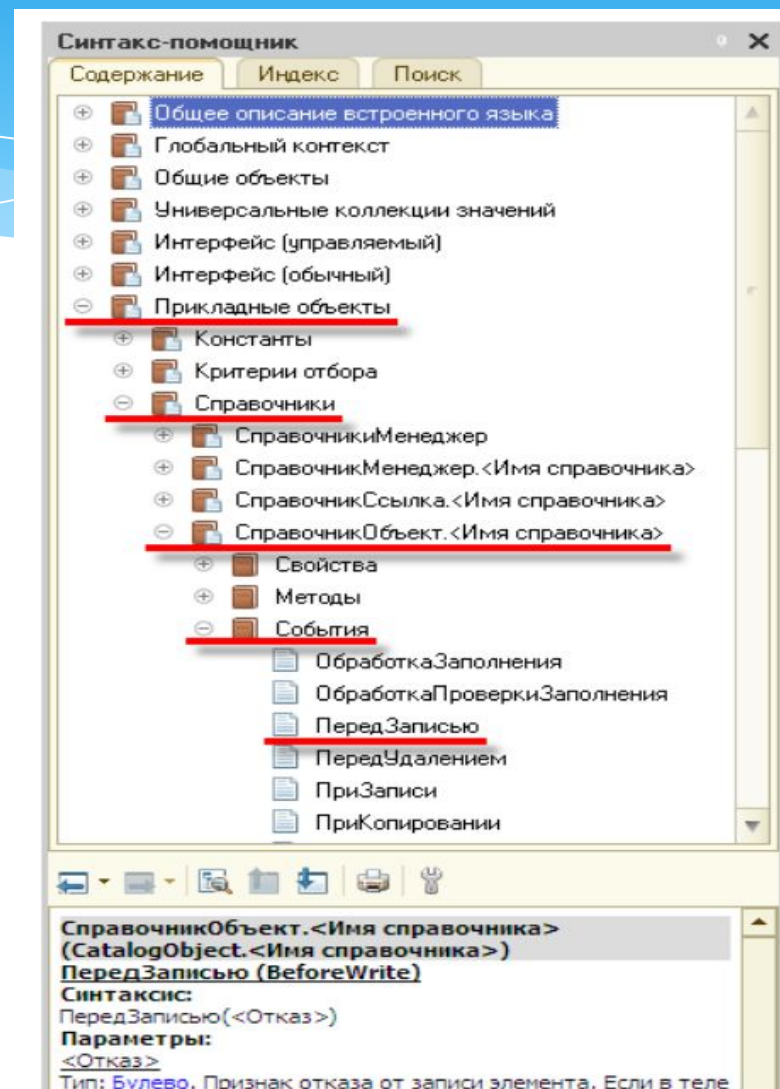 Синтакс-помощник
Содержание Индекс Поиск
Общее описание встроенного языка
Глобальный контекст
Общие объекты
Универсальные коллекции значений
Интерфейс (управляемый)
Интерфейс (обычный)
Прикладные объекты
Константы
Критерии отбора
Справочники
СправочникиМенеджер
СправочникМенеджер.<Имя справочника>
СправочникСсылка.<Имя справочника>
СправочникОбъект.<Имя справочника>
Свойства
Методы
События
ОбработкаЗаполнения
ОбработкаПроверкиЗаполнения
ПередЗаписью
ПередУдалением
ПриЗаписи
ПриКопировании
СправочникОбъект.<Имя справочника>
(CatalogObject.<Имя справочника>)
ПередЗаписью (BeforeWrite)
Синтаксис:
ПередЗаписью(<Отказ>)
Параметры:
<Отказ>
Тип: Булево. Признак отказа от записи элемента. Если в теле